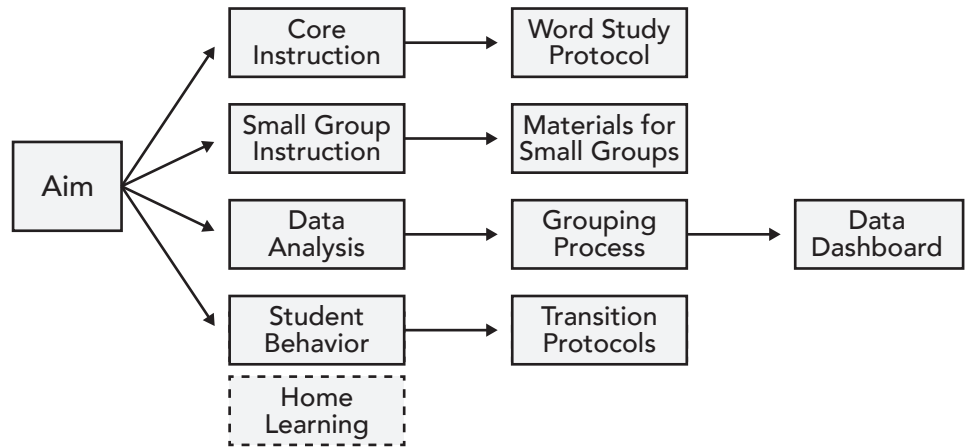 Aim
Core
Instruction
Word Study
Protocol
Small Group
Instruction
Materials for
Small Groups
Data
Analysis
Grouping
Process
Data
Dashboard
Student
Behavior
Transition
Protocols
Home
Learning